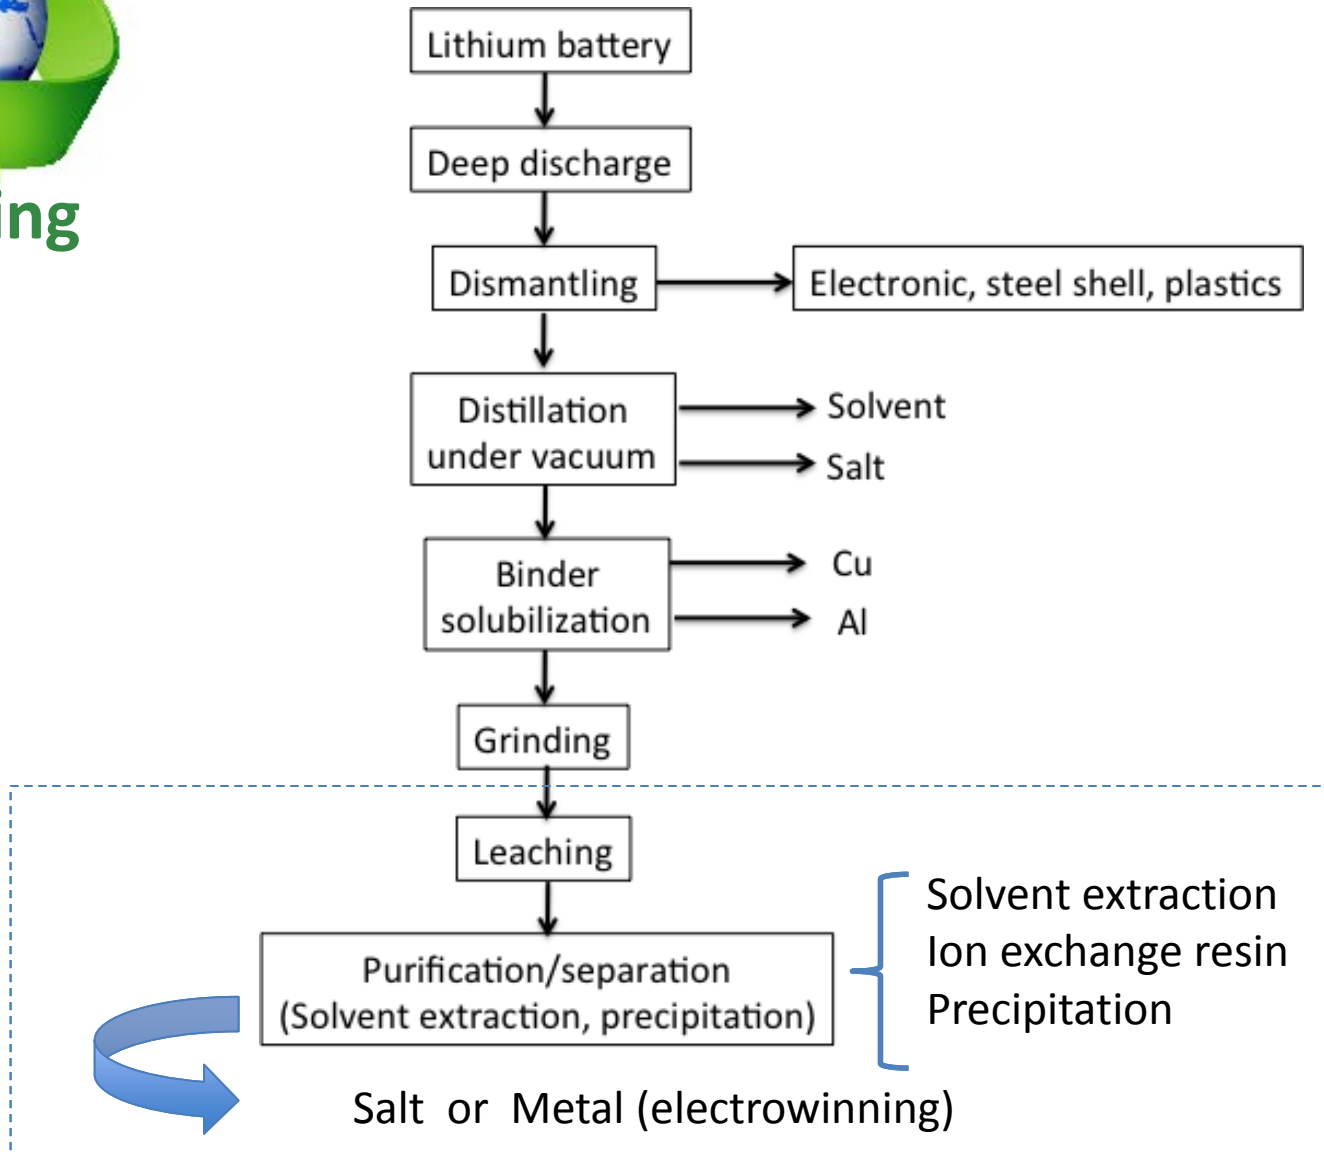 ing
Lithium battery
Deep discharge
Dismantling
Electronic, steel shell, plastics
Distillation
under vacuum
Solvent
Salt
Binder
solubilization
Cu
Al
Grinding
Leaching
Purification/separation
(Solvent extraction, precipitation)
Solvent extraction
Ion exchange resin
Precipitation
Salt or Metal (electrowinning)